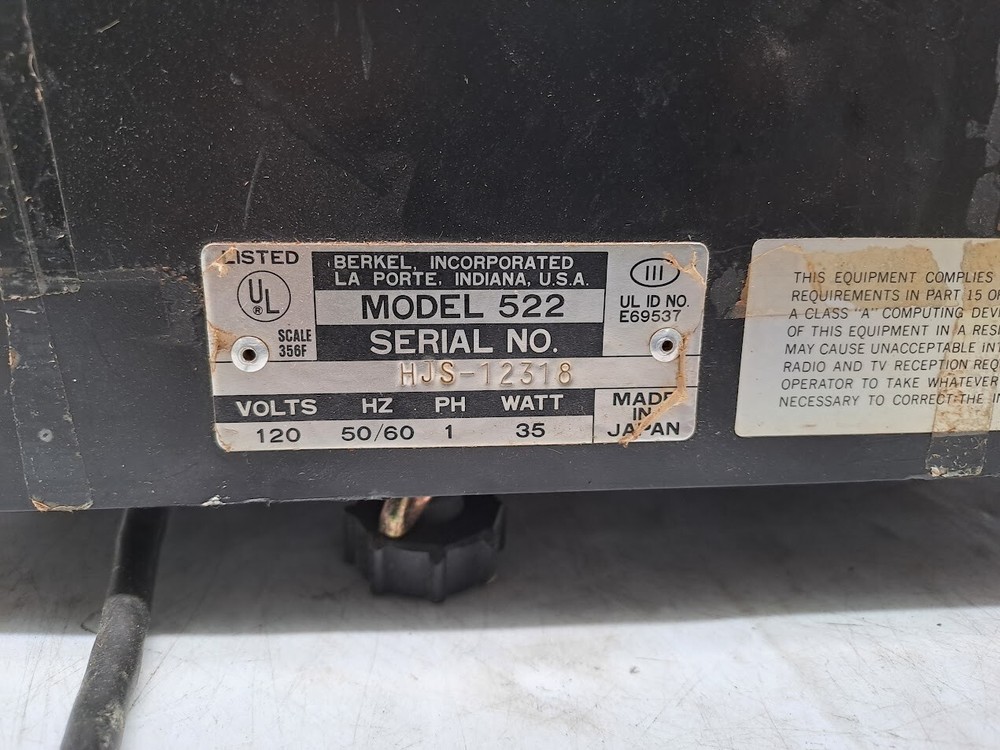 LISTED
UL
®
SCALE
356F
BERKEL, INCORPORATED
LA PORTE, INDIANA, U.S.A.
MODEL 522
SERIAL NO.
HJS-12318
III
UL ID NO.
E69537
VOLTS HZ PH WATT
120 50/60 1 35
MADE
IN
JAPAN
THIS EQUIPMENT COMPLIES
REQUIREMENTS IN PART 15 OF
A CLASS "A" COMPUTING
OF THIS EQUIPMENT IN A
MAY CAUSE UNACCEPTABLE
RADIO AND TV RECEPTION
OPERATOR TO TAKE WHATEVER
NECESSARY TO CORRECT THE